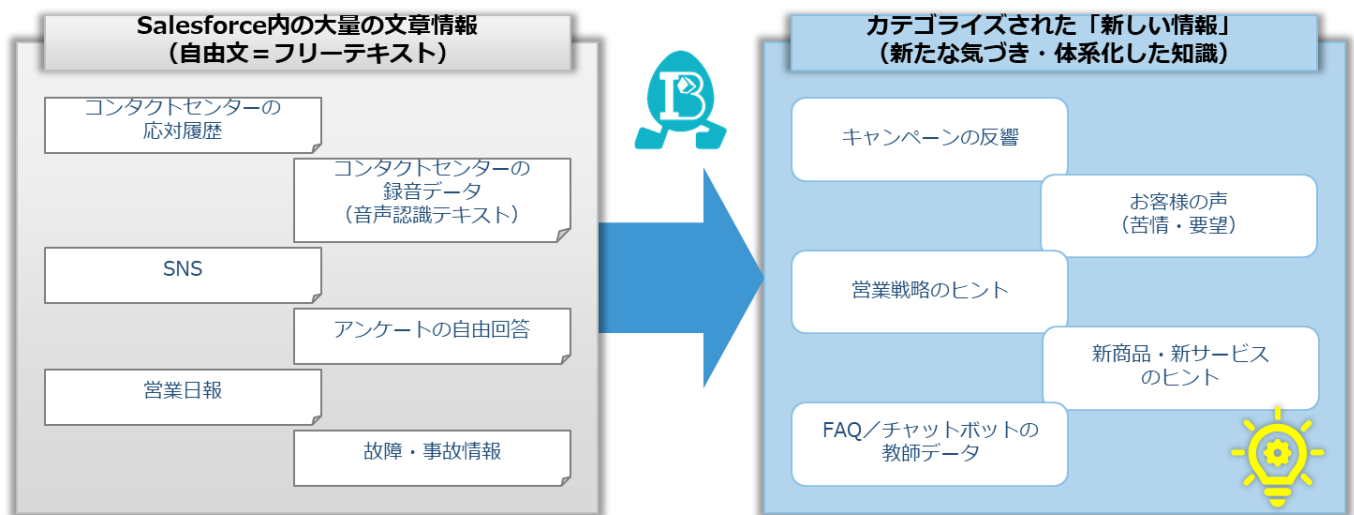 Salesforce内の大量の文章情報
（自由文＝フリーテキスト）
コンタクトセンターの
応対履歴
コンタクトセンターの
録音データ
（音声認識テキスト）
SNS
アンケートの自由回答
営業日報
故障・事故情報
カテゴライズされた「新しい情報」
（新たな気づき・体系化した知識）
キャンペーンの反響
お客様の声
（苦情・要望）
営業戦略のヒント
新商品・新サービス
のヒント
FAQ／チャットボットの
教師データ